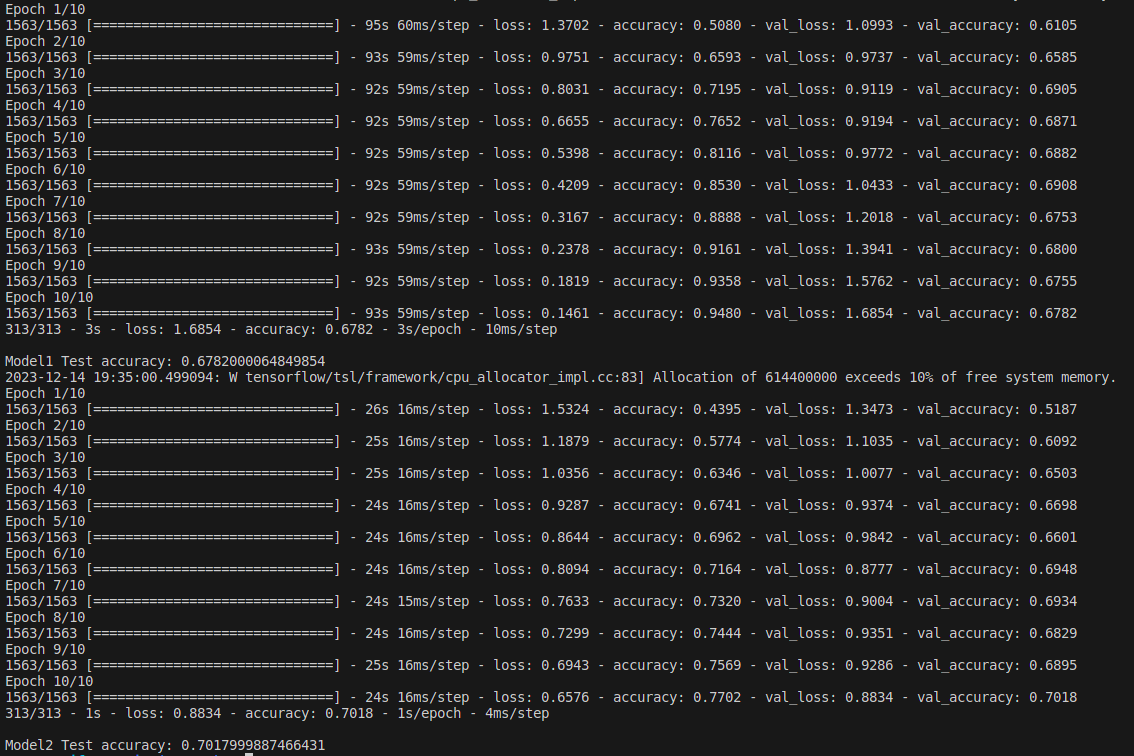 Epoch 1/10
1563/1563 [==============================] - 95s 60ms/step - loss: 1.3702 - accuracy: 0.5080 - val_loss: 1.0993 - val_accuracy: 0.6105
Epoch 2/10
1563/1563 [==============================] - 93s 59ms/step - loss: 0.9751 - accuracy: 0.6593 - val_loss: 0.9737 - val_accuracy: 0.6585
Epoch 3/10
1563/1563 [==============================] - 92s 59ms/step - loss: 0.8031 - accuracy: 0.7195 - val_loss: 0.9119 - val_accuracy: 0.6905
Epoch 4/10
1563/1563 [==============================] - 92s 59ms/step - loss: 0.6655 - accuracy: 0.7652 - val_loss: 0.9194 - val_accuracy: 0.6871
Epoch 5/10
1563/1563 [==============================] - 92s 59ms/step - loss: 0.5398 - accuracy: 0.8116 - val_loss: 0.9772 - val_accuracy: 0.6882
Epoch 6/10
1563/1563 [==============================] - 92s 59ms/step - loss: 0.4209 - accuracy: 0.8530 - val_loss: 1.0433 - val_accuracy: 0.6908
Epoch 7/10
1563/1563 [==============================] - 92s 59ms/step - loss: 0.3167 - accuracy: 0.8888 - val_loss: 1.2018 - val_accuracy: 0.6753
Epoch 8/10
1563/1563 [==============================] - 93s 59ms/step - loss: 0.2378 - accuracy: 0.9161 - val_loss: 1.3941 - val_accuracy: 0.6800
Epoch 9/10
1563/1563 [==============================] - 92s 59ms/step - loss: 0.1819 - accuracy: 0.9358 - val_loss: 1.5762 - val_accuracy: 0.6755
Epoch 10/10
1563/1563 [==============================] - 93s 59ms/step - loss: 0.1461 - accuracy: 0.9480 - val_loss: 1.6854 - val_accuracy: 0.6782
313/313 - 3s - loss: 1.6854 - accuracy: 0.6782 - 3s/epoch - 10ms/step
Model1 Test accuracy: 0.6782000064849854
2023-12-14 19:35:00.499094: W tensorflow/tsl/framework/cpu_allocator_impl.cc:83] Allocation of 614400000 exceeds 10% of free system memory.
Epoch 1/10
1563/1563 [==============================] - 26s 16ms/step - loss: 1.5324 - accuracy: 0.4395 - val_loss: 1.3473 - val_accuracy: 0.5187
Epoch 2/10
1563/1563 [==============================] - 25s 16ms/step - loss: 1.1879 - accuracy: 0.5774 - val_loss: 1.1035 - val_accuracy: 0.6092
Epoch 3/10
1563/1563 [==============================] - 25s 16ms/step - loss: 1.0356 - accuracy: 0.6346 - val_loss: 1.0077 - val_accuracy: 0.6503
Epoch 4/10
1563/1563 [==============================] - 24s 16ms/step - loss: 0.9287 - accuracy: 0.6741 - val_loss: 0.9374 - val_accuracy: 0.6698
Epoch 5/10
1563/1563 [==============================] - 24s 16ms/step - loss: 0.8644 - accuracy: 0.6962 - val_loss: 0.9842 - val_accuracy: 0.6601
Epoch 6/10
1563/1563 [==============================] - 24s 16ms/step - loss: 0.8094 - accuracy: 0.7164 - val_loss: 0.8777 - val_accuracy: 0.6948
Epoch 7/10
1563/1563 [==============================] - 24s 15ms/step - loss: 0.7633 - accuracy: 0.7320 - val_loss: 0.9004 - val_accuracy: 0.6934
Epoch 8/10
1563/1563 [==============================] - 24s 16ms/step - loss: 0.7299 - accuracy: 0.7444 - val_loss: 0.9351 - val_accuracy: 0.6829
Epoch 9/10
1563/1563 [==============================] - 25s 16ms/step - loss: 0.6943 - accuracy: 0.7569 - val_loss: 0.9286 - val_accuracy: 0.6895
Epoch 10/10
1563/1563 [==============================] - 24s 16ms/step - loss: 0.6576 - accuracy: 0.7702 - val_loss: 0.8834 - val_accuracy: 0.7018
313/313 - 1s - loss: 0.8834 - accuracy: 0.7018 - 1s/epoch - 4ms/step
Model2 Test accuracy: 0.7017999887466431